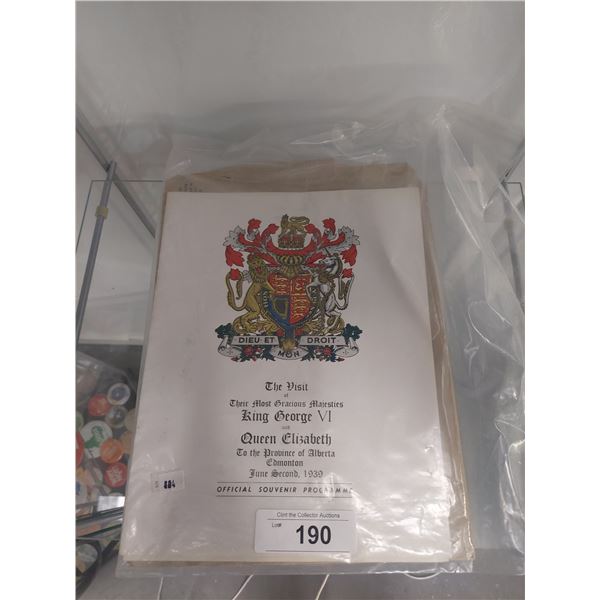 DIEU·ET
MON
DROIT
The Visit
of
Their Most Gracious Majesties
King George VI
and
Queen Elizabeth
To the Province of Alberta
Edmonton
June Second, 1939
OFFICIAL SOUVENIR PROGRAMME
884
Clint the Collector Auctions
Lot#
190